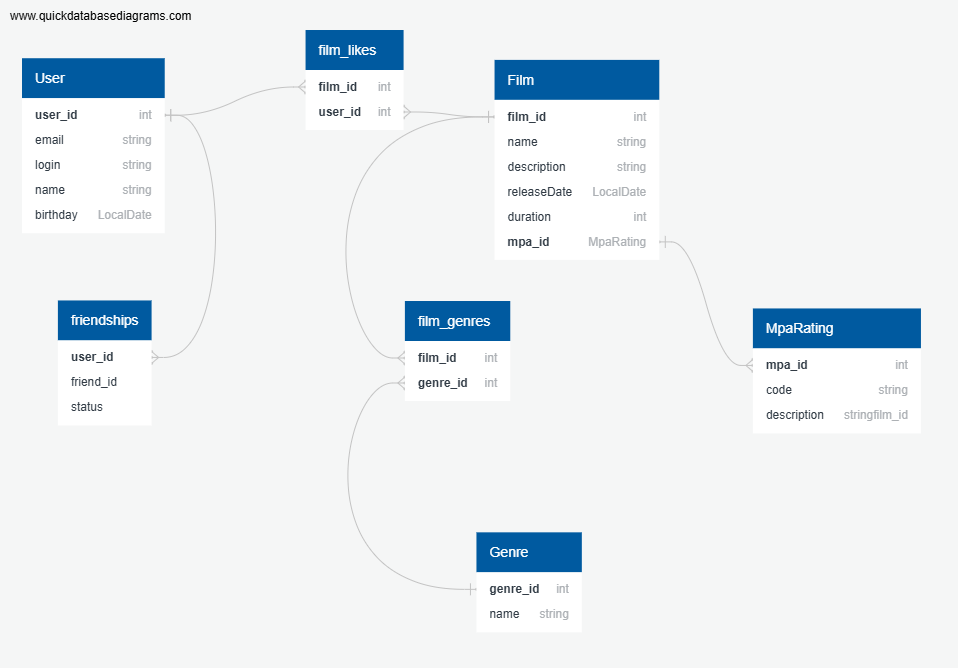 www.quickdatabasediagrams.com
User
user_id int
email string
login string
name string
birthday LocalDate
film_likes
film_id int
user_id int
Film
film_id int
name string
description string
releaseDate LocalDate
duration int
mpa_id MpaRating
friendships
user_id
friend_id
status
film_genres
film_id int
genre_id int
MpaRating
mpa_id int
code string
description stringfilm_id
Genre
genre_id int
name string